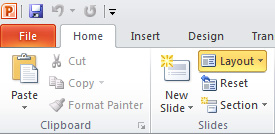 P
File Home Insert Design Tran
Paste
Cut
Copy
Format Painter
Clipboard
New
Slide
Layout
Reset
Section
Slides